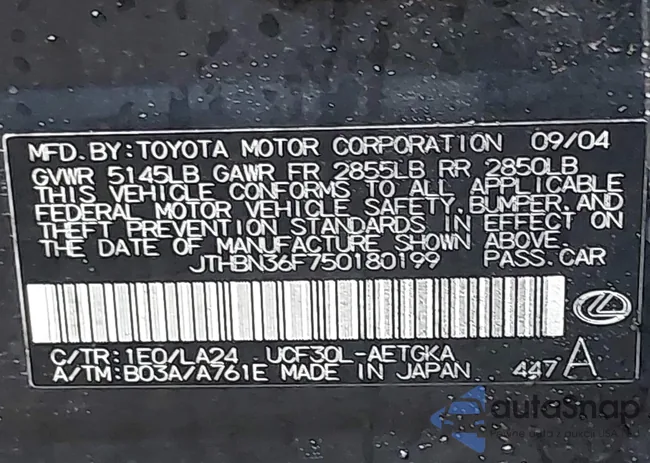 MFD.BY:TOYOTA MOTOR CORPORATION 09/04
GVWR 5145LB GAWR FR 2855LB RR 2850LB
THIS VEHICLE CONFORMS TO ALL APPLICABLE
FEDERAL MOTOR VEHICLE SAFETY,BUMPER,AND
THEFT PREVENTION STANDARDS IN EFFECT ON
THE DATE OF MANUFACTURE SHOWN ABOVE.
JTHBN36F750180199 PASS.CAR
C/TR:1E0/LA24 UCF30L-AETGKA
A/TM:B03A/A761E MADE IN JAPAN 447 A
autoSnap